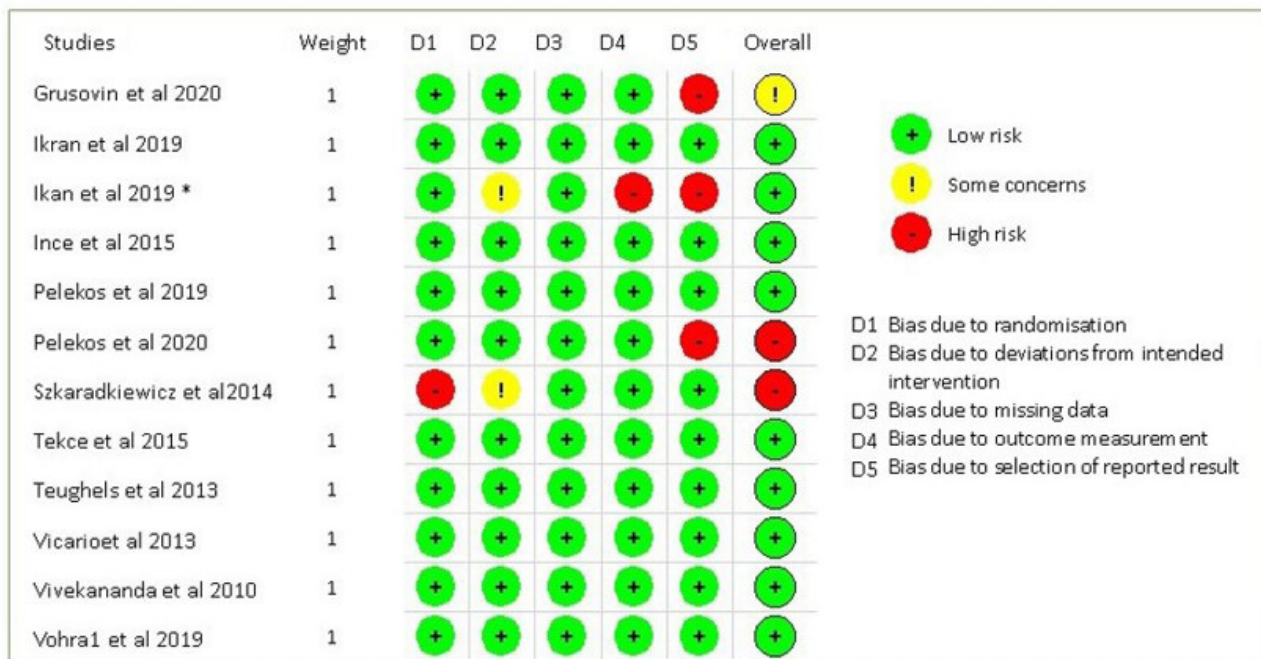 Studies Weight D1 D2 D3 D4 D5 Overall
Grusovin et al 2020 1 + + + + - !
Ikran et al 2019 1 + + + + + +
Ikan et al 2019 * 1 + ! + - - +
Ince et al 2015 1 + + + + + +
Pelekos et al 2019 1 + + + + + +
Pelekos et al 2020 1 + + + + - -
Szkaradkiewicz et al2014 1 - ! + + + -
Tekce et al 2015 1 + + + + + +
Teughels et al 2013 1 + + + + + +
Vicarioet al 2013 1 + + + + + +
Vivekananda et al 2010 1 + + + + + +
Vohra1 et al 2019 1 + + + + + +
+ Low risk
! Some concerns
- High risk
D1 Bias due to randomisation
D2 Bias due to deviations from intended
intervention
D3 Bias due to missing data
D4 Bias due to outcome measurement
D5 Bias due to selection of reported result